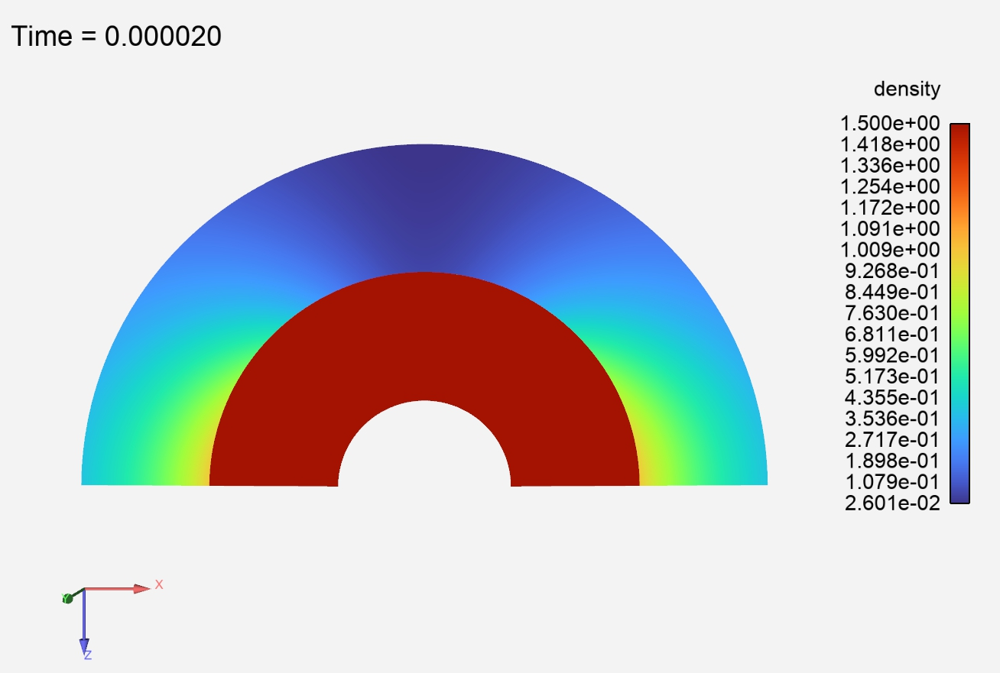 Time = 0.000020
density
1.500e+00
1.418e+00
1.336e+00
1.254e+00
1.172e+00
1.091e+00
1.009e+00
9.268e-01
8.449e-01
7.630e-01
6.811e-01
5.992e-01
5.173e-01
4.355e-01
3.536e-01
2.717e-01
1.898e-01
1.079e-01
2.601e-02
X
Y
Z